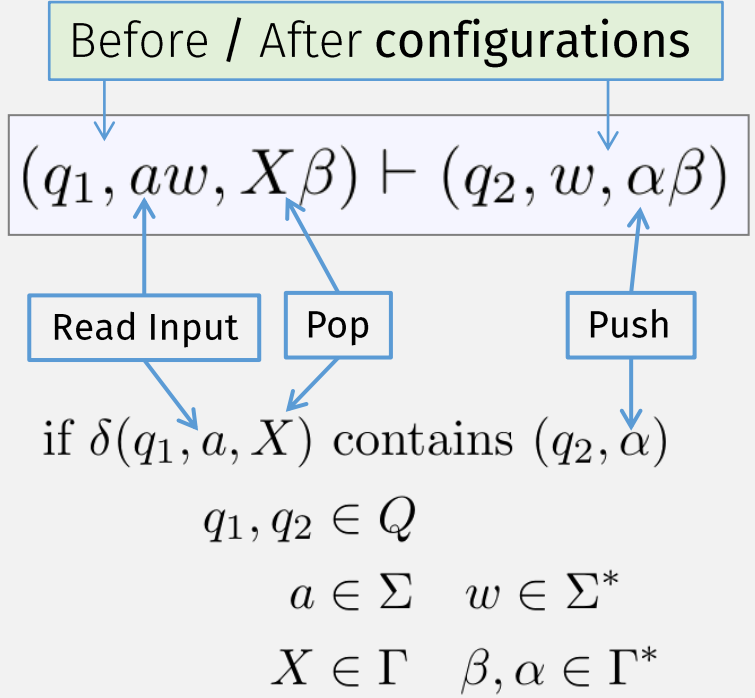 Before / After configurations
(q₁, aw, Xβ) ⊢ (q₂, w, αβ)
Read Input
Pop
Push
if δ(q₁, a, X) contains (q₂, α)
q₁, q₂ ∈ Q
a ∈ Σ w ∈ Σ*
X ∈ Γ β, α ∈ Γ*